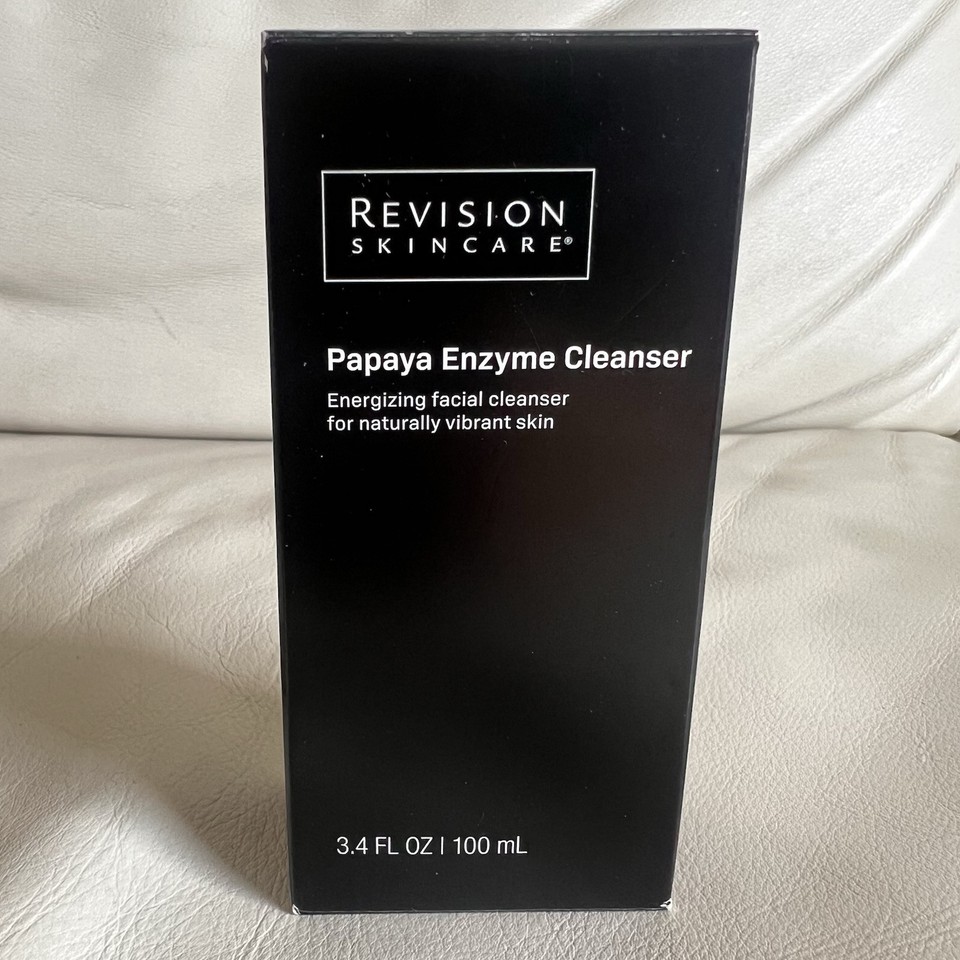 REVISION
SKINCARE®
Papaya Enzyme Cleanser
Energizing facial cleanser
for naturally vibrant skin
3.4 FL OZ | 100 mL